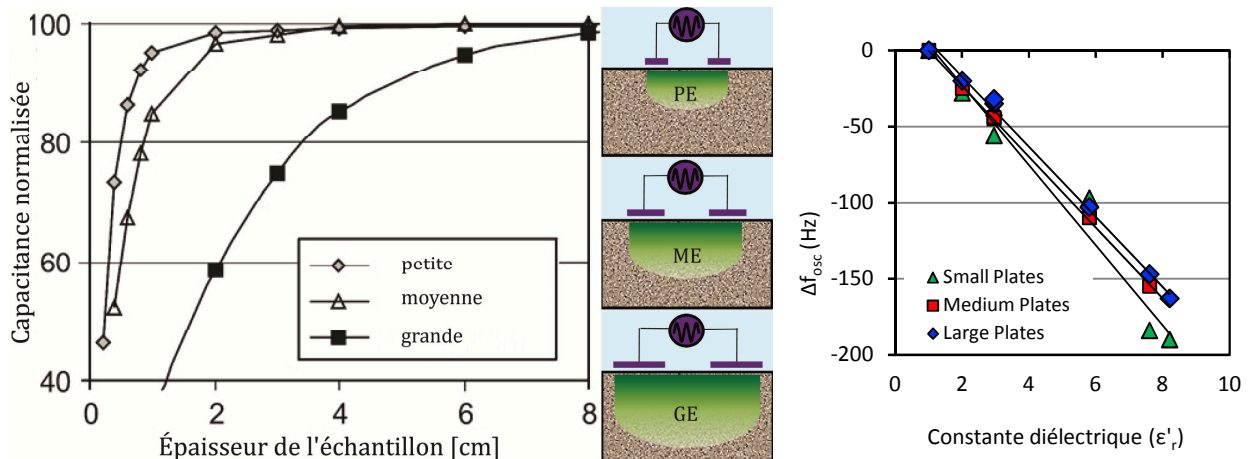 Capacitance normalisée
100
80
60
40
0
2
4
6
8
Épaisseur de l'échantillon [cm]
petite
moyenne
grande
PE
ME
GE
Δf_osc (Hz)
0
-50
-100
-150
-200
0
2
4
6
8
10
Small Plates
Medium Plates
Large Plates
Constante diélectrique (ε'_r)